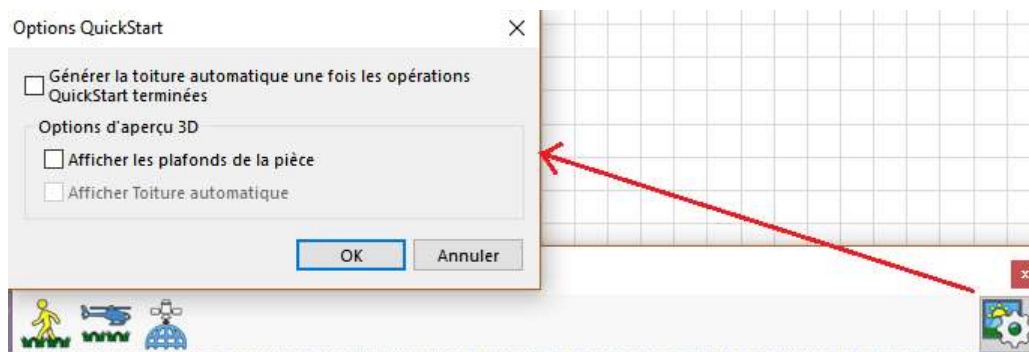 Options QuickStart
Générer la toiture automatique une fois les opérations
QuickStart terminées
Options d'aperçu 3D
Afficher les plafonds de la pièce
Afficher Toiture automatique
OK
Annuler